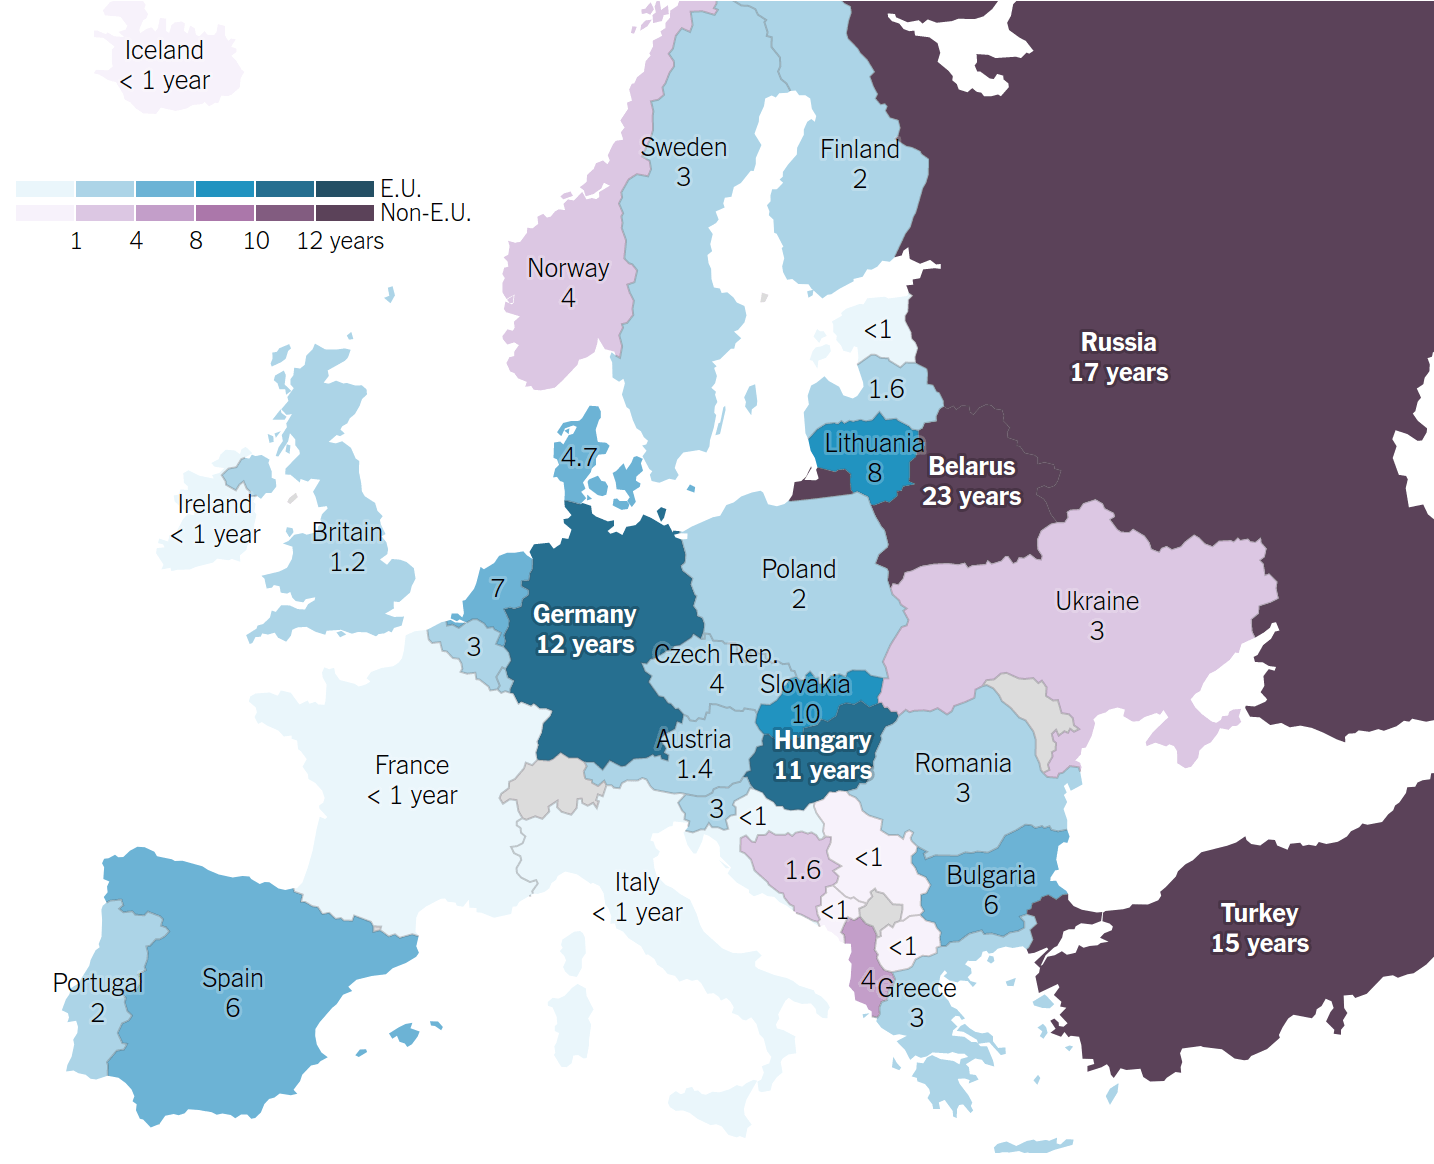 Iceland
< 1 year
E.U.
Non-E.U.
1 4 8 10 12 years
Sweden
3
Finland
2
Norway
4
<1
Russia
17 years
1.6
Lithuania
8
Belarus
23 years
4.7
Ireland
< 1 year
Britain
1.2
Poland
2
7
Germany
12 years
Ukraine
3
3
Czech Rep.
4
Slovakia
10
Austria
1.4
Hungary
11 years
France
< 1 year
Romania
3
3
<1
1.6
<1
Italy
< 1 year
Bulgaria
6
<1
<1
Turkey
15 years
Portugal
2
Spain
6
4
Greece
3